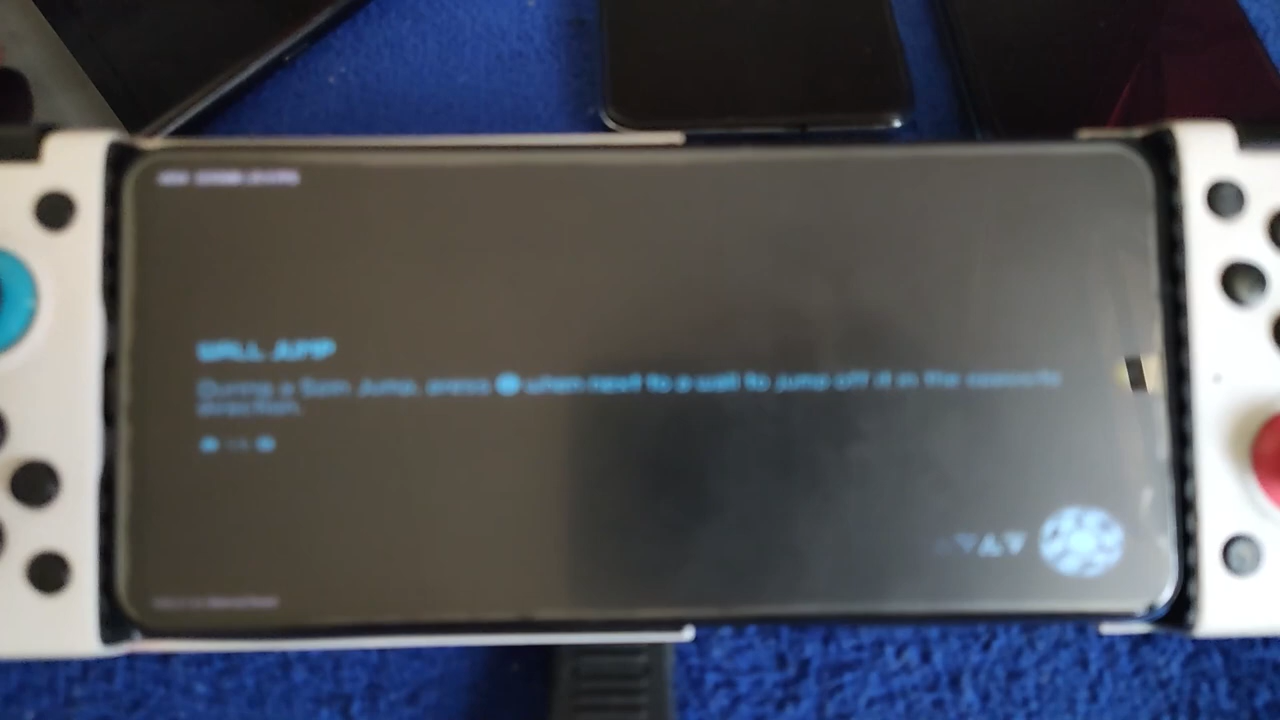 WALL JUMP
During a Spin Jump, press when next to a wall to jump off it in the opposite
direction.